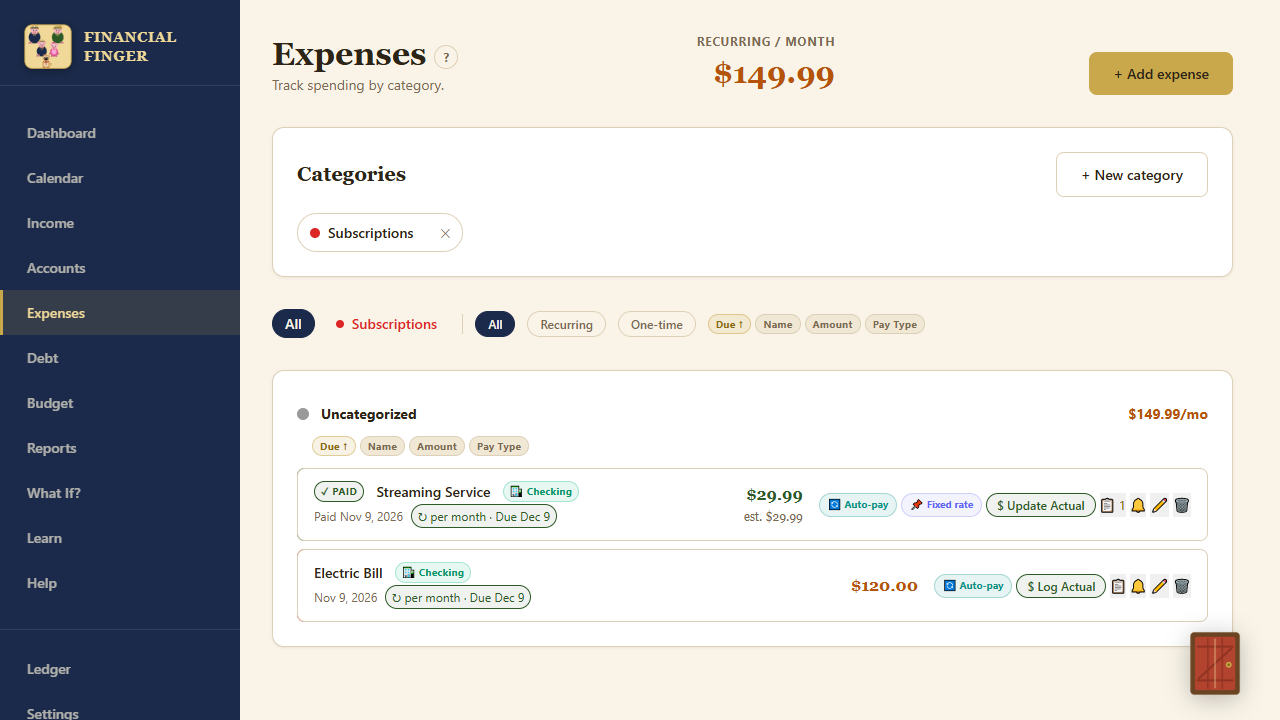 FINANCIAL
FINGER
Dashboard
Calendar
Income
Accounts
Expenses
Debt
Budget
Reports
What If?
Learn
Help
Ledger
Settings
Expenses ?
Track spending by category.
RECURRING / MONTH
$149.99
+ Add expense
Categories
+ New category
Subscriptions ×
All Subscriptions All Recurring One-time Due ↑ Name Amount Pay Type
Uncategorized $149.99/mo
Due ↑ Name Amount Pay Type
✓ PAID Streaming Service Checking
Paid Nov 9, 2026 ↻ per month · Due Dec 9
$29.99
est. $29.99
Auto-pay Fixed rate $ Update Actual 1
Electric Bill Checking
Nov 9, 2026 ↻ per month · Due Dec 9
$120.00 Auto-pay $ Log Actual